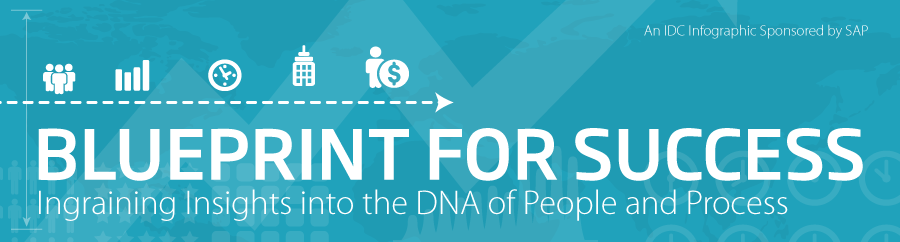 An IDC Infographic Sponsored by SAP
$
BLUEPRINT FOR SUCCESS
Ingraining Insights into the DNA of People and Process